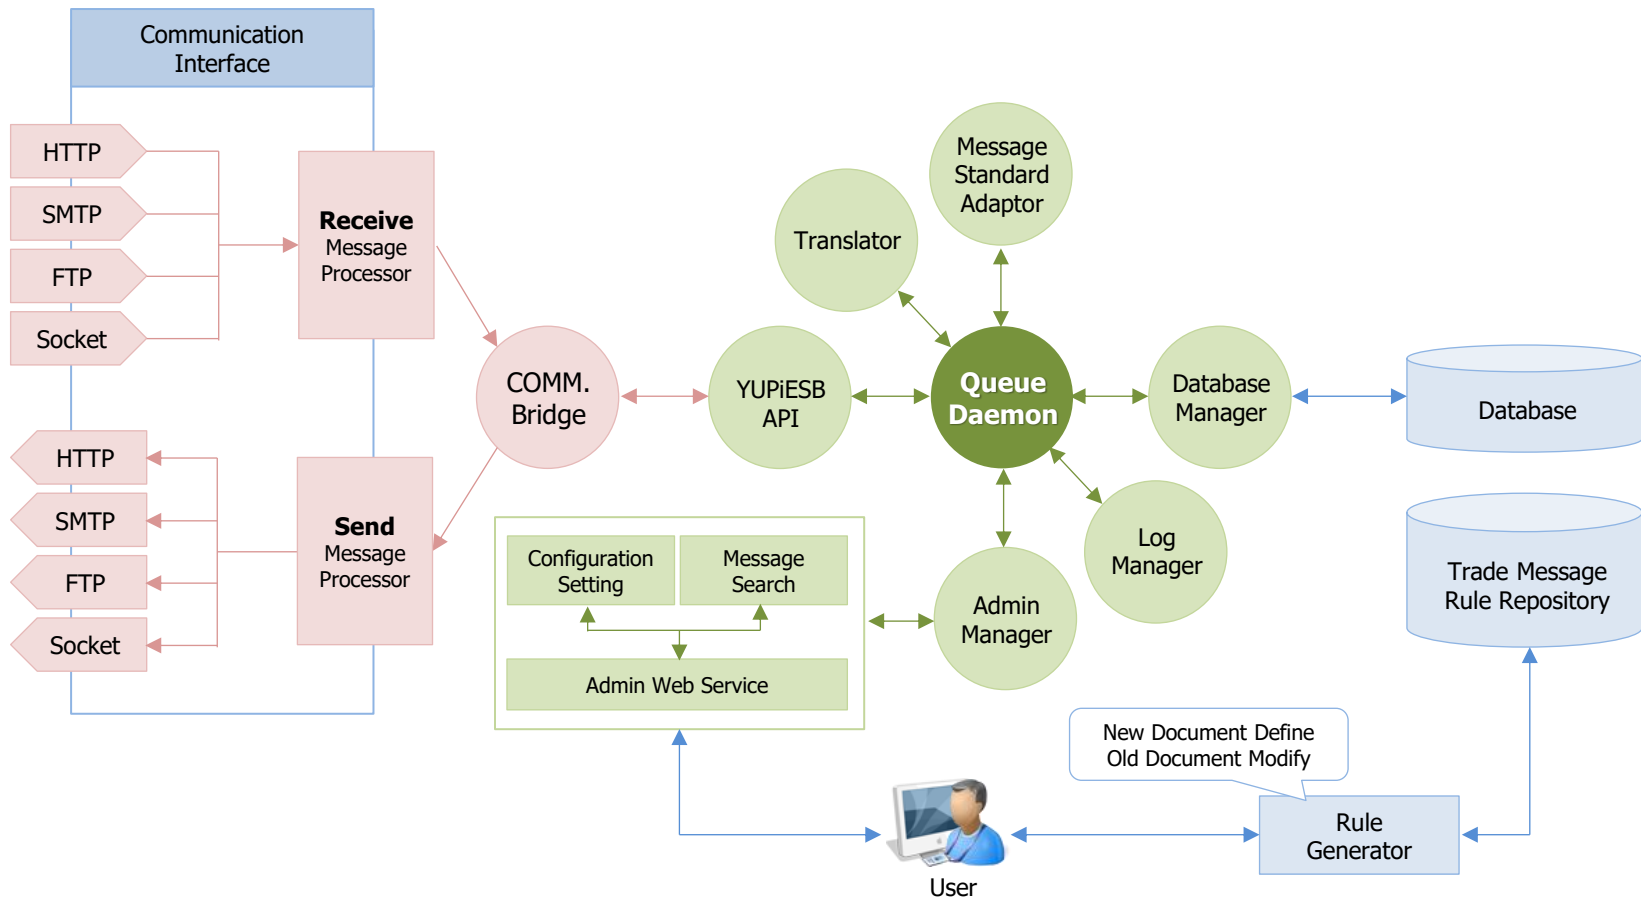 Communication
Interface
HTTP
SMTP
FTP
Socket
Receive
Message
Processor
HTTP
SMTP
FTP
Socket
Send
Message
Processor
COMM.
Bridge
YUPiESB
API
Translator
Message
Standard
Adaptor
Queue
Daemon
Database
Manager
Log
Manager
Admin
Manager
Configuration
Setting
Message
Search
Admin Web Service
Database
Trade Message
Rule Repository
New Document Define
Old Document Modify
Rule
Generator
User